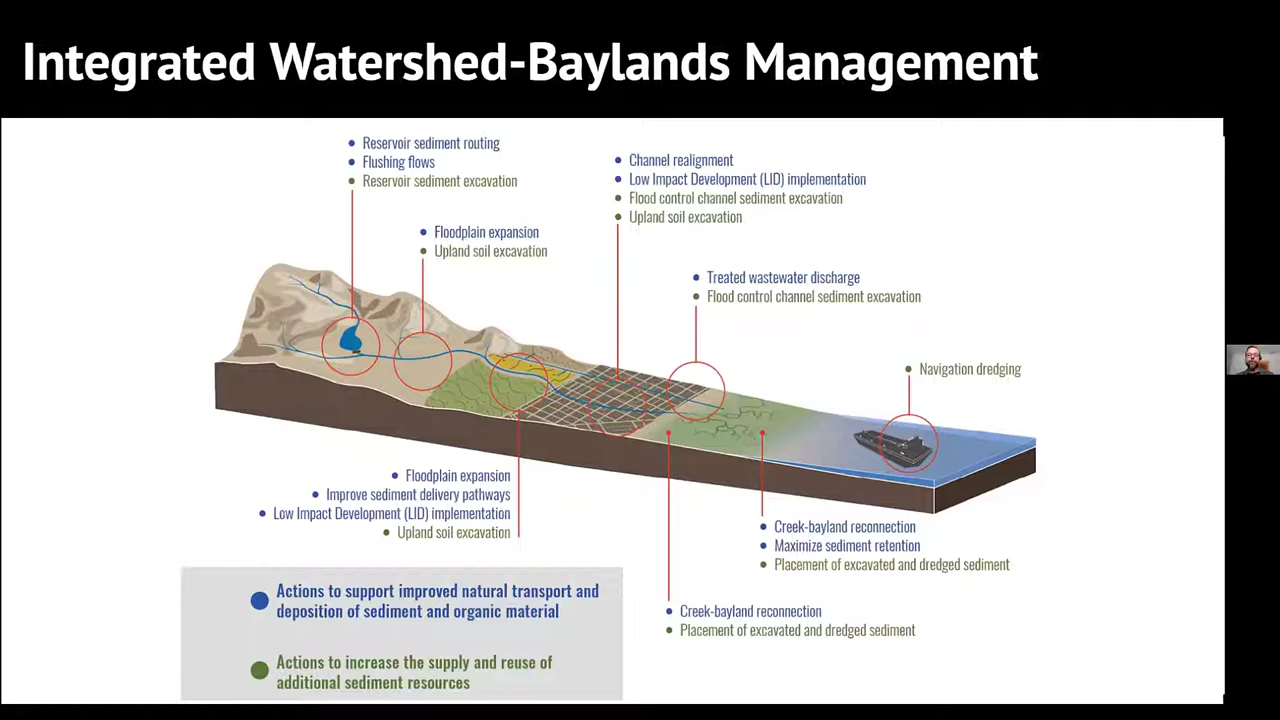 Integrated Watershed-Baylands Management
Reservoir sediment routing
Flushing flows
Reservoir sediment excavation
Channel realignment
Low Impact Development (LID) implementation
Flood control channel sediment excavation
Upland soil excavation
Floodplain expansion
Upland soil excavation
Treated wastewater discharge
Flood control channel sediment excavation
Navigation dredging
Floodplain expansion
Improve sediment delivery pathways
Low Impact Development (LID) implementation
Upland soil excavation
Creek-bayland reconnection
Maximize sediment retention
Placement of excavated and dredged sediment
Creek-bayland reconnection
Placement of excavated and dredged sediment
Actions to support improved natural transport and
deposition of sediment and organic material
Actions to increase the supply and reuse of
additional sediment resources